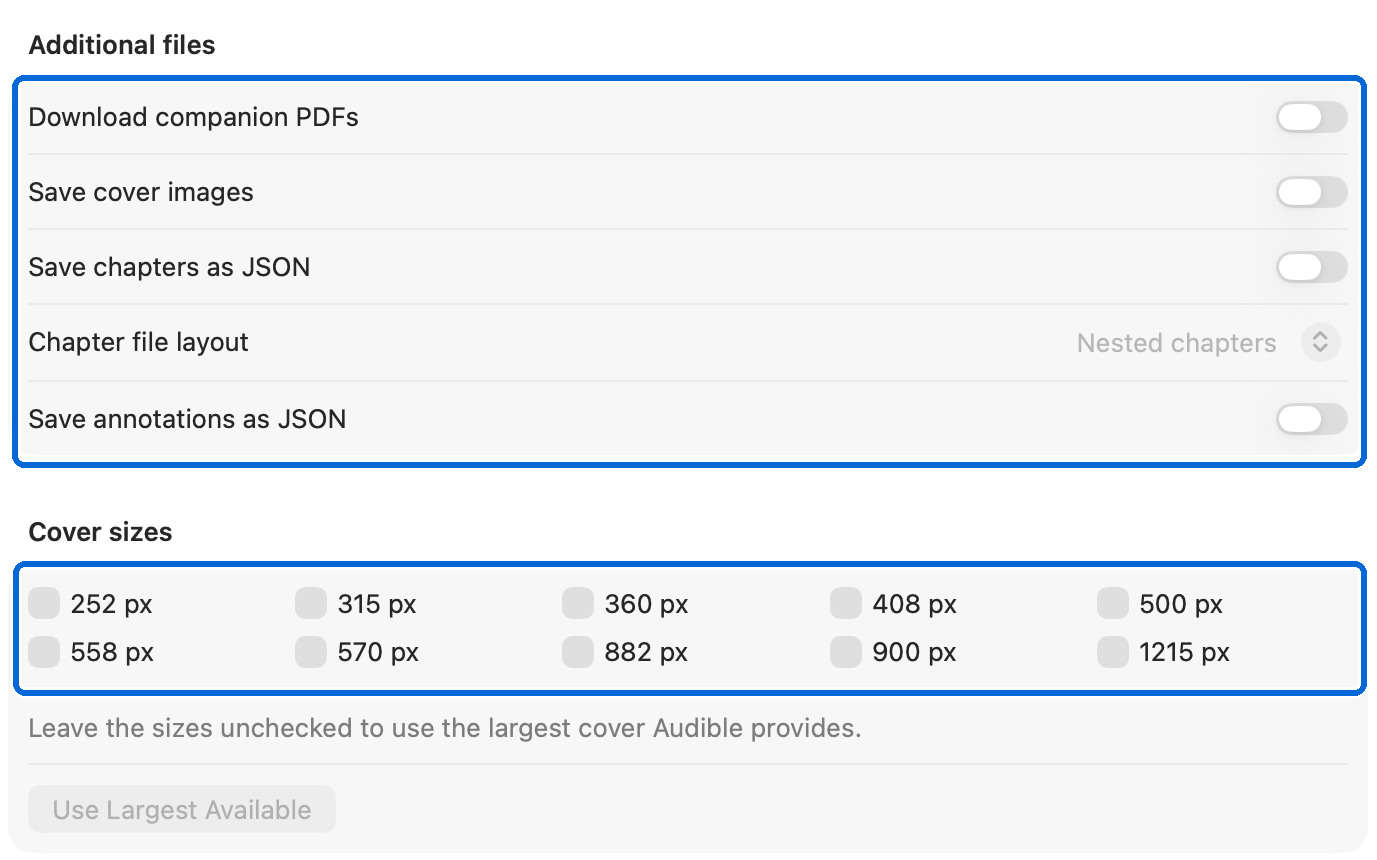 Additional files
Download companion PDFs
Save cover images
Save chapters as JSON
Chapter file layout Nested chapters
Save annotations as JSON
Cover sizes
252 px 315 px 360 px 408 px 500 px
558 px 570 px 882 px 900 px 1215 px
Leave the sizes unchecked to use the largest cover Audible provides.
Use Largest Available